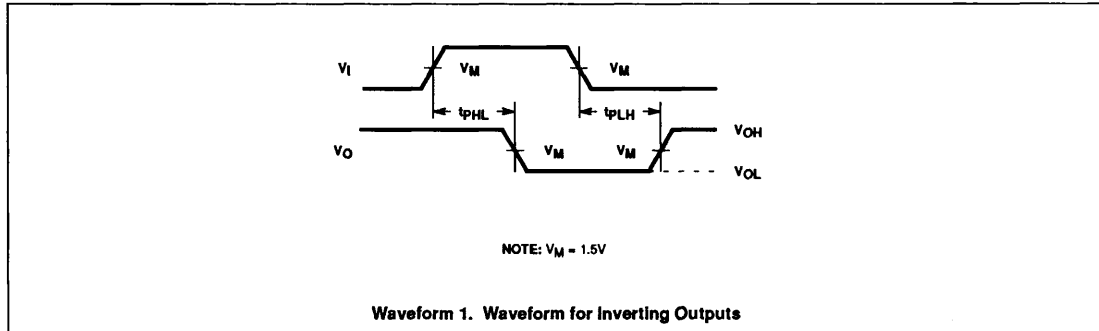 VI VM VM
tPHL tPLH
VOH
VO VM VM
VOL
NOTE: VM = 1.5V
Waveform 1. Waveform for Inverting Outputs